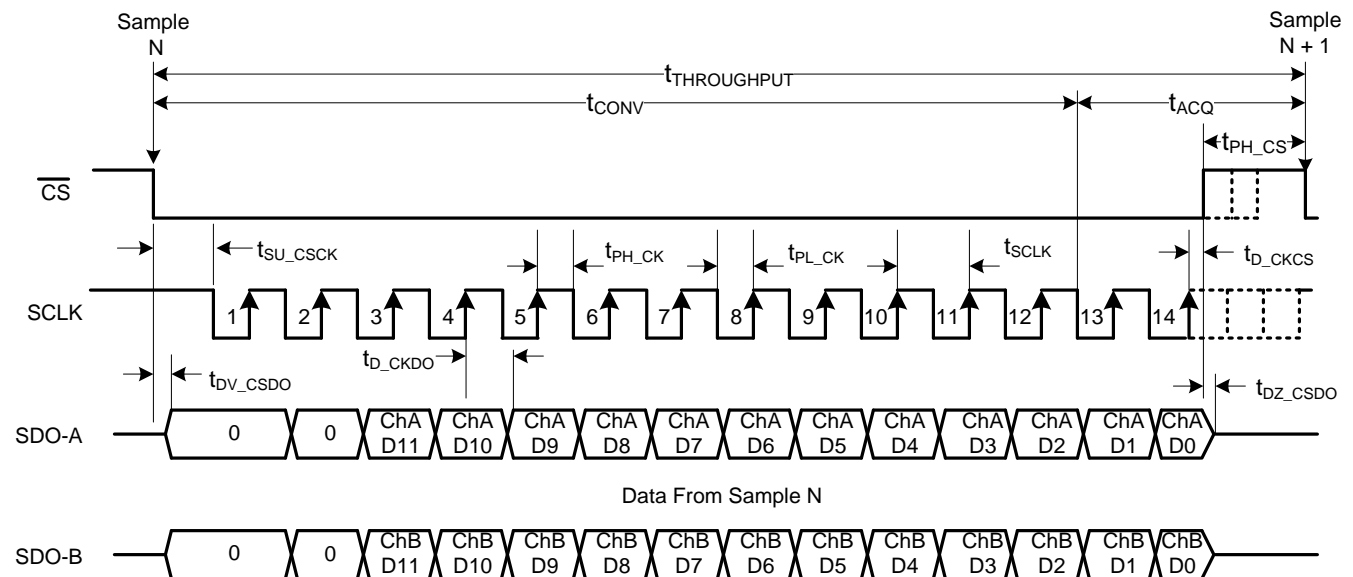 Sample
N
Sample
N + 1
tTHROUGHPUT
tCONV
tACQ
tPH_CS
CS
tSU_CSCK
tPH_CK
tPL_CK
tSCLK
tD_CKCS
SCLK
1 2 3 4 5 6 7 8 9 10 11 12 13 14
tD_CKDO
tDV_CSDO
tDZ_CSDO
SDO-A
0 0 ChA ChA ChA ChA ChA ChA ChA ChA ChA ChA ChA ChA
D11 D10 D9 D8 D7 D6 D5 D4 D3 D2 D1 D0
Data From Sample N
SDO-B
0 0 ChB ChB ChB ChB ChB ChB ChB ChB ChB ChB ChB ChB
D11 D10 D9 D8 D7 D6 D5 D4 D3 D2 D1 D0